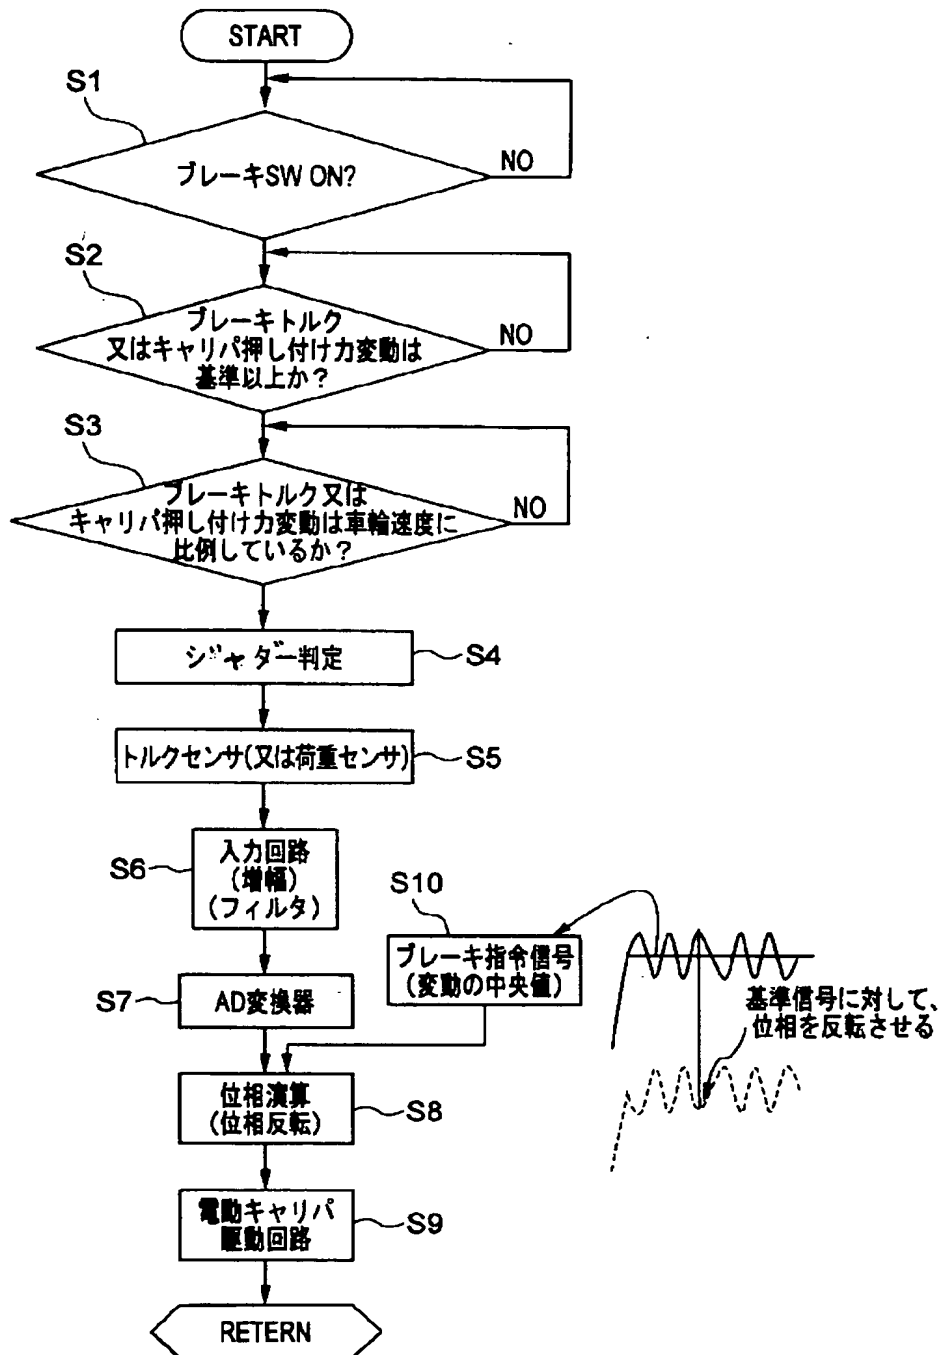 START
S1
ブレーキSW ON?
NO
S2
ブレーキトルク
又はキャリパ押し付け力変動は
基準以上か？
NO
S3
ブレーキトルク又は
キャリパ押し付け力変動は車輪速度に
比例しているか？
NO
ジャダー判定
S4
トルクセンサ(又は荷重センサ)
S5
S6
入力回路
(増幅)
(フィルタ)
S10
ブレーキ指令信号
(変動の中央値)
基準信号に対して、
位相を反転させる
S7
AD変換器
位相演算
(位相反転)
S8
電動キャリパ
駆動回路
S9
RETERN